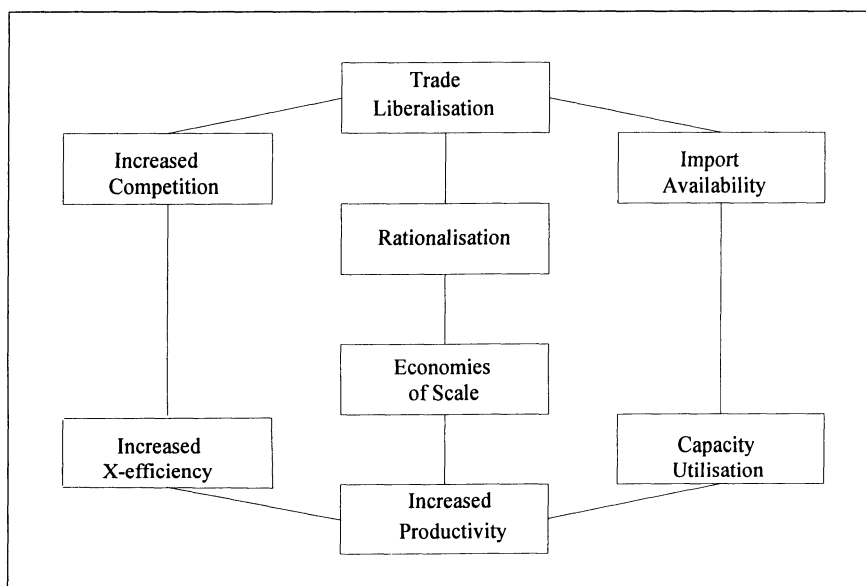 Trade
Liberalisation
Increased
Competition
Import
Availability
Rationalisation
Economies
of Scale
Increased
X-efficiency
Capacity
Utilisation
Increased
Productivity